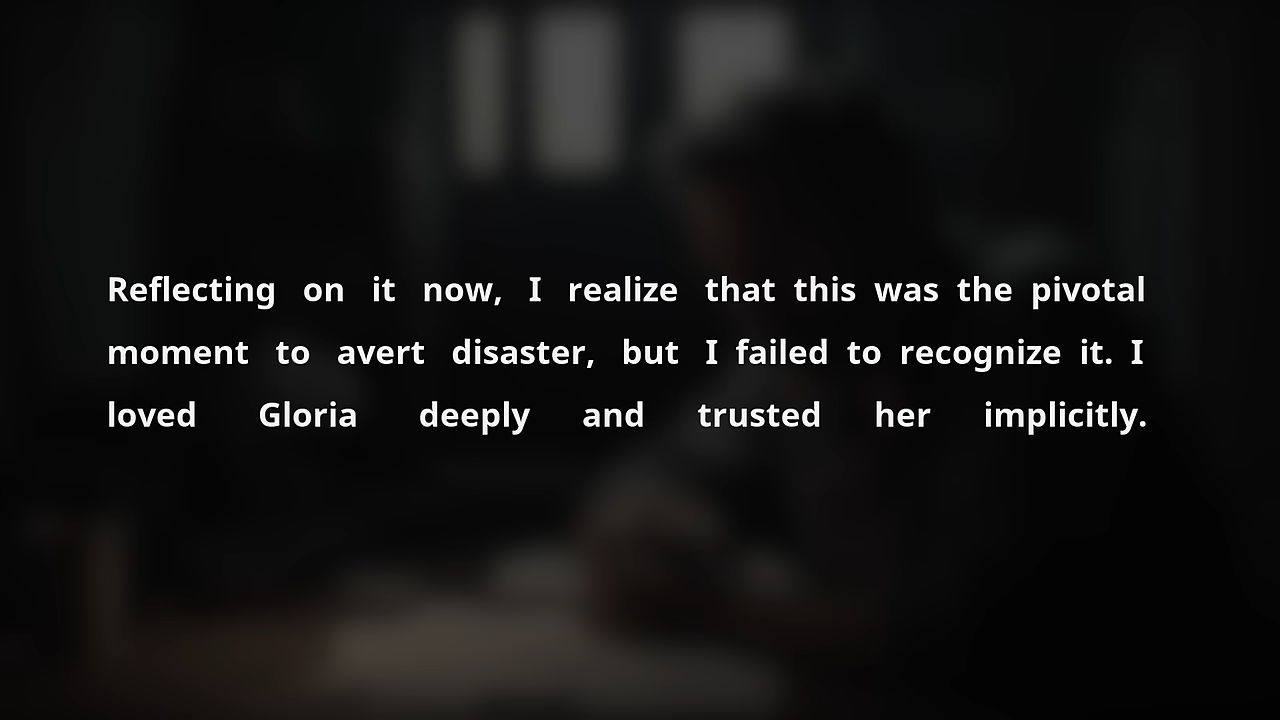 Reflecting on it now, I realize that this was the pivotal
moment to avert disaster, but I failed to recognize it. I
loved Gloria deeply and trusted her implicitly.